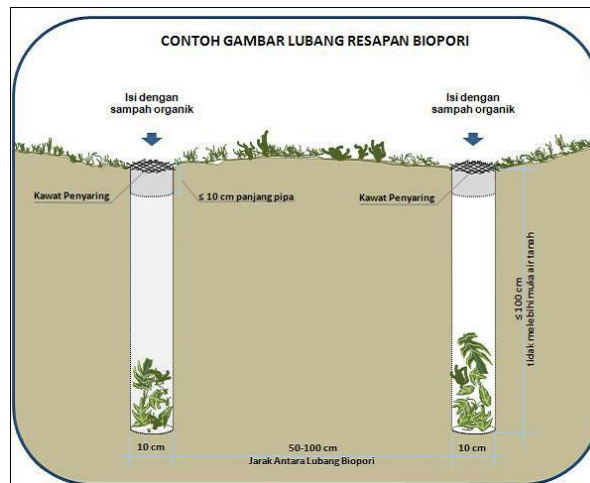 CONTOH GAMBAR LUBANG RESAPAN BIOPORI
Isi dengan
sampah organik
Isi dengan
sampah organik
Kawat Penyaring
≤ 10 cm panjang pipa
Kawat Penyaring
≤ 100 cm
tidak melebihi muka air tanah
10 cm
50-100 cm
10 cm
Jarak Antara Lubang Biopori